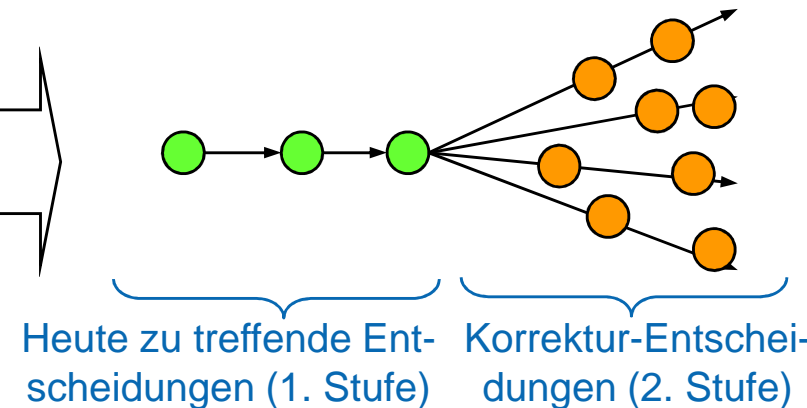 Heute zu treffende Ent-
scheidungen (1. Stufe)
Korrektur-Entschei-
dungen (2. Stufe)